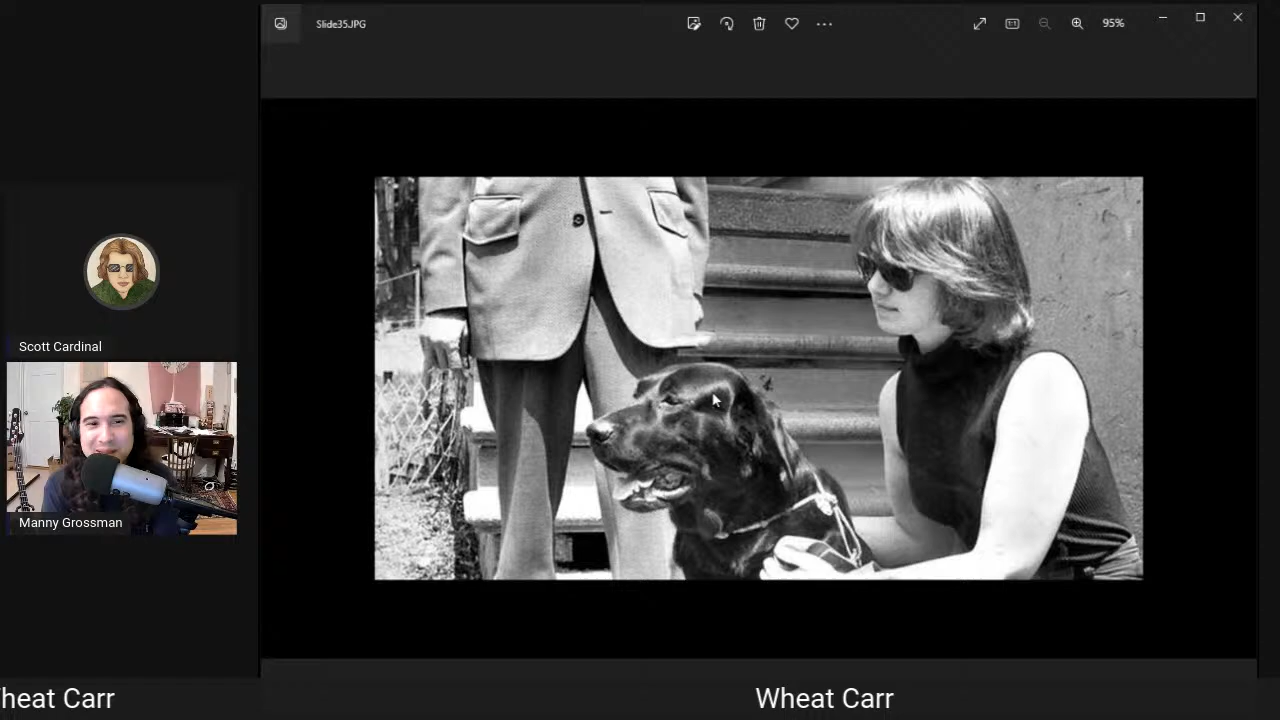 Slide35.JPG
95%
Scott Cardinal
Manny Grossman
heat Carr
Wheat Carr